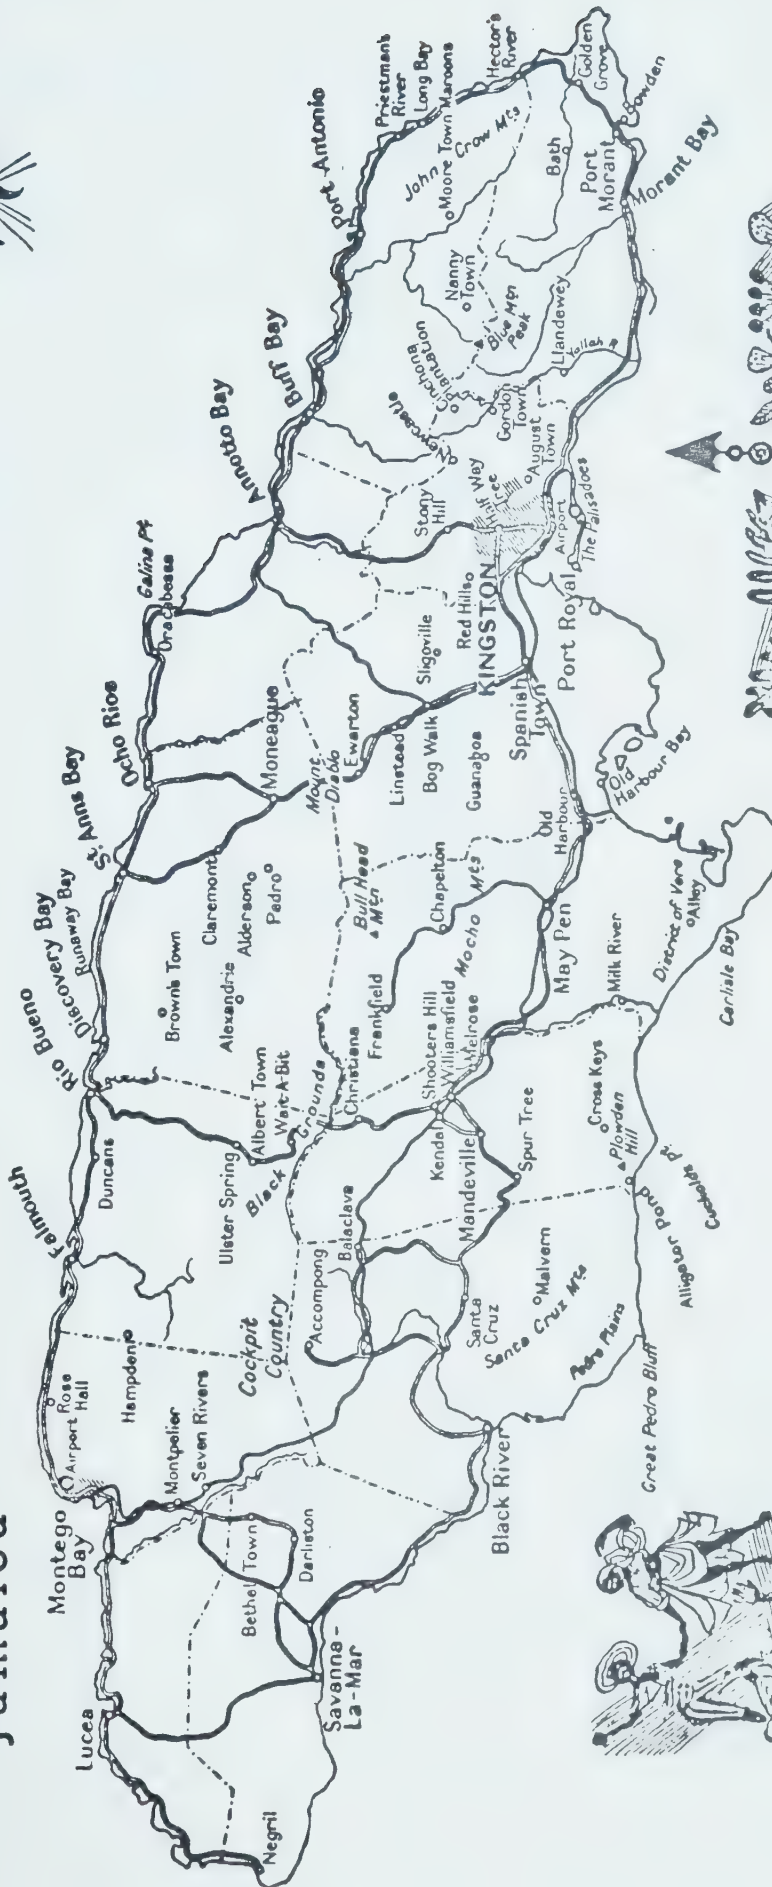 Montego
Bay
Airport
Rose
Hall
Falmouth
Rio Bueno
Discovery Bay
Runaway Bay
St. Anns Bay
Ocho Rios
Galina Pt
Oracabessa
Annotto Bay
Buff Bay
Port Antonio
Priestman's
River
Long Bay
Moore Town Maroons
Hector's
River
John Crow Mts
Golden
Grove
Lucea
Negril
Savanna-
La-Mar
Bethel Town
Darliston
Montpelier
Seven Rivers
Hampden
Duncans
Cockpit
Country
Accompong
Ulster Spring
Albert Town
Wait-A-Bit
Black Grounds
Brown's Town
Alexandria
Alderson
Claremont
Pedro
Moneague
Mount
Diablo
Ewarton
Linstead
Bog Walk
Guanaboa
Sligoville
Red Hills
Stony
Hill
Newcastle
Cinchona
Plantation
Nanny
Town
Blue Mtn
Peak
Bath
Half Way
Tree
Gordon
Town
August
Town
Llandewey
Yallah R
Port
Morant
Morant Bay
KINGSTON
Airport
The Palisadoes
Port Royal
Spanish
Town
Old
Harbour
Old
Harbour Bay
Bull Head
Mtn
Chapelton
Mocho Mts
Frankfield
Christiana
Shooters Hill
Williamsfield
Melrose
Kendal
Mandeville
Spur Tree
Balaclava
Santa
Cruz
Malvern
Santa Cruz Mts
Pedro Plains
Black River
Great Pedro Bluff
Alligator Pond
Cuckolds Pt.
Cross Keys
Plowden
Hill
May Pen
Milk River
District of Vere
Alley
Carlisle Bay